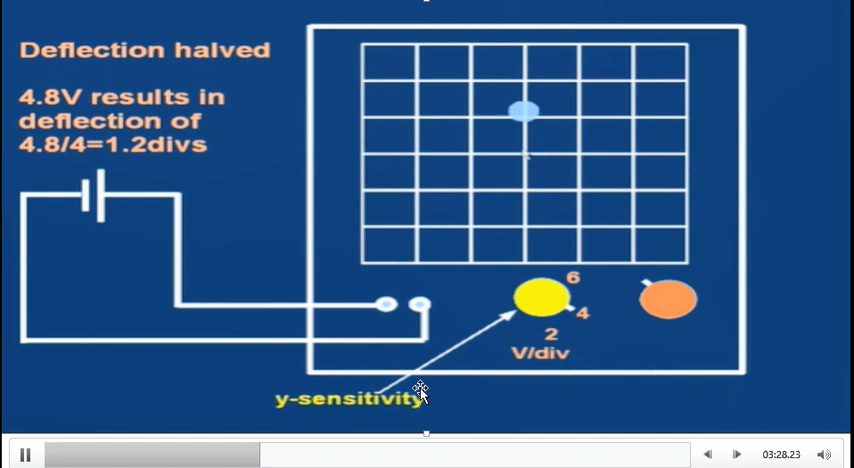 Deflection halved
4.8V results in
deflection of
4.8/4=1.2divs
6
4
2
V/div
y-sensitivity
03:28.23